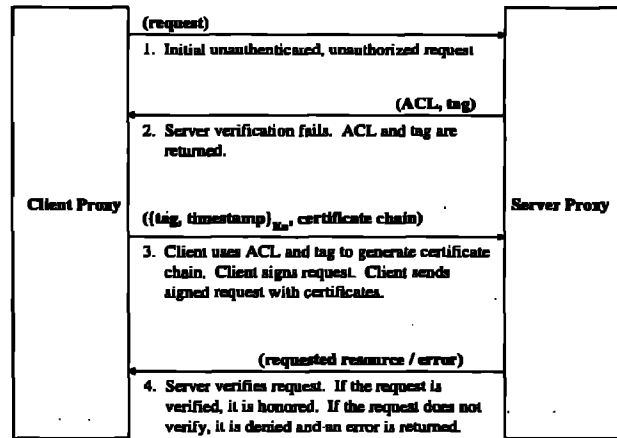 (request)
1. Initial unauthenticated, unauthorized request
(ACL, tag)
2. Server verification fails. ACL and tag are
returned.
Client Proxy
Server Proxy
({tag, timestamp}Ku, certificate chain)
3. Client uses ACL and tag to generate certificate
chain. Client signs request. Client sends
signed request with certificates.
(requested resource / error)
4. Server verifies request. If the request is
verified, it is honored. If the request does not
verify, it is denied and an error is returned.